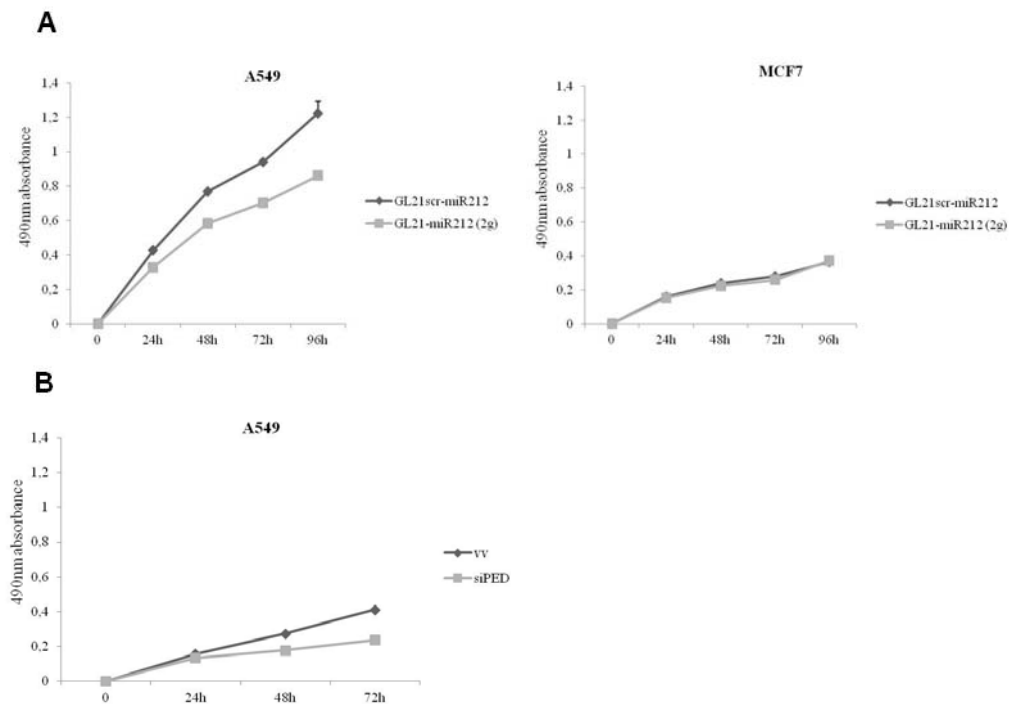 A
A549
1,4
1,2
1
0,8
0,6
0,4
0,2
0
490nm absorbance
0 24h 48h 72h 96h
GL21scr-miR212
GL21-miR212 (2g)
MCF7
1,4
1,2
1
0,8
0,6
0,4
0,2
0
490nm absorbance
0 24h 48h 72h 96h
GL21scr-miR212
GL21-miR212 (2g)
B
A549
1,4
1,2
1
0,8
0,6
0,4
0,2
0
490nm absorbance
0 24h 48h 72h
vv
siPED